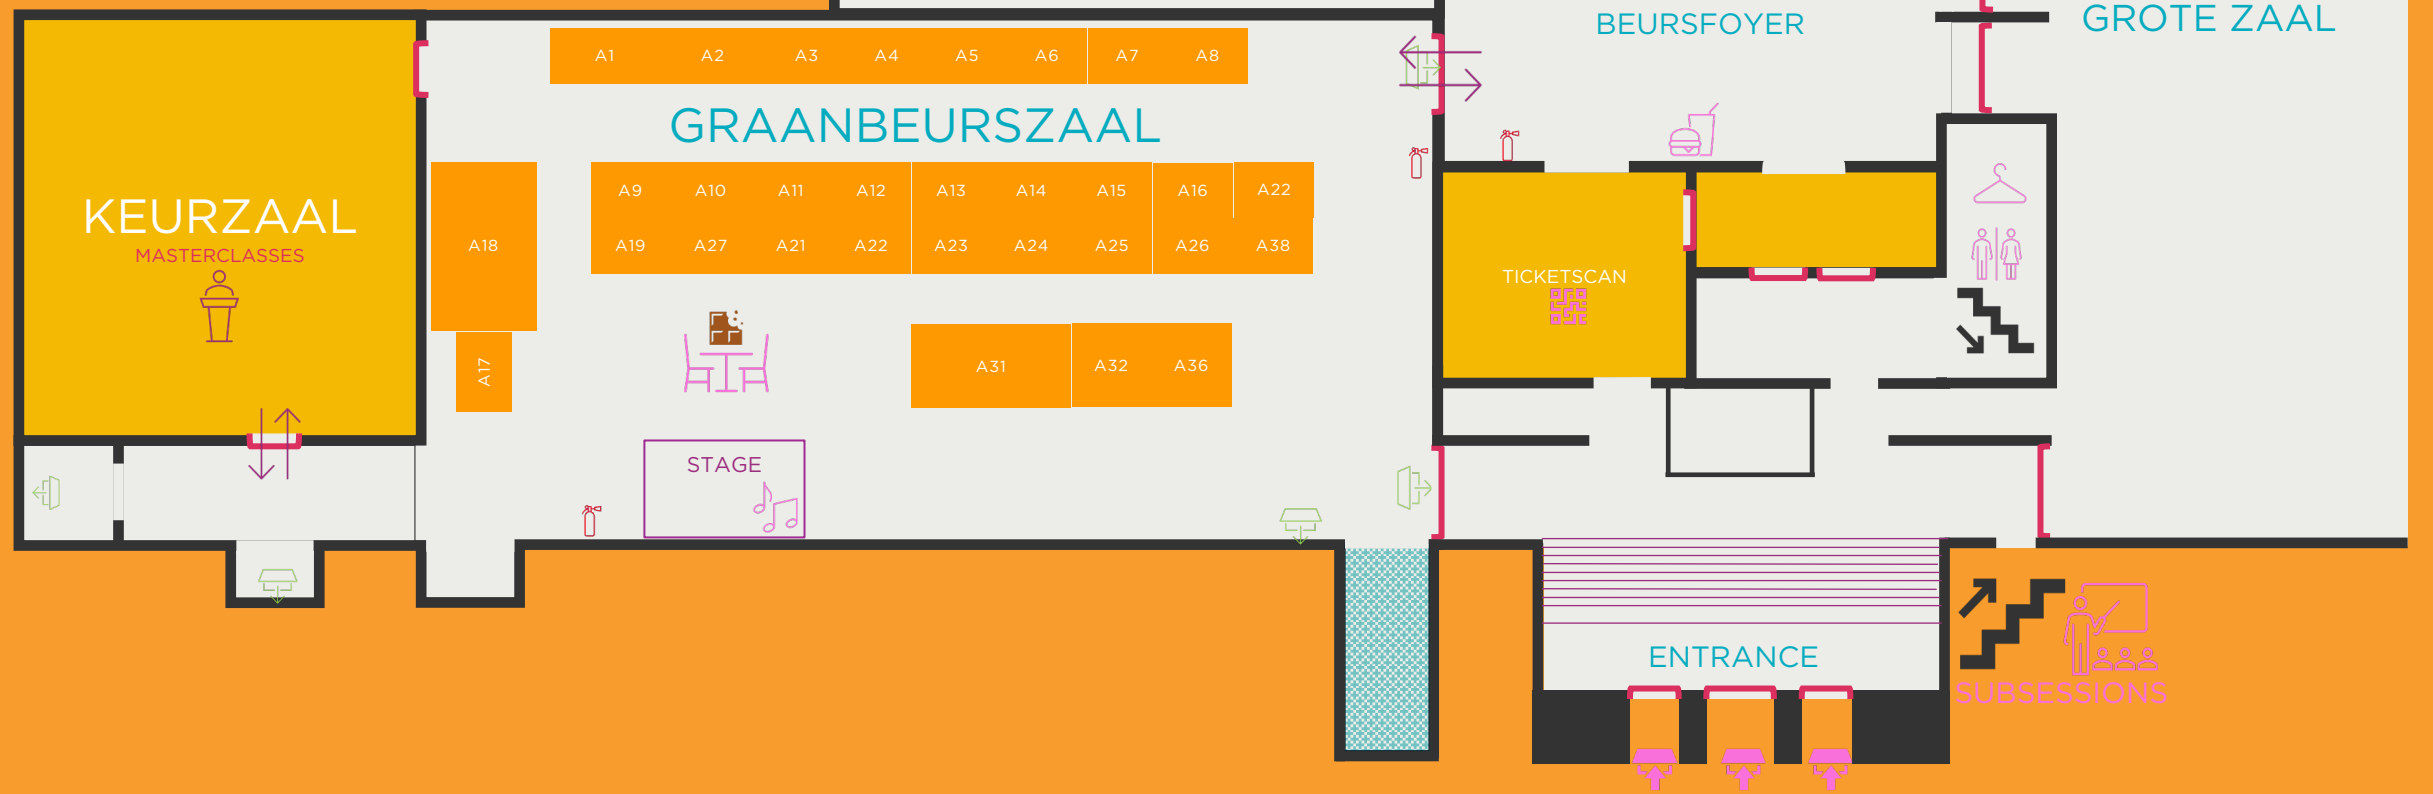 BEURSFOYER
GROTE ZAAL
A1 A2 A3 A4 A5 A6 A7 A8
GRAANBEURSZAAL
KEURZAAL
MASTERCLASSES
A18
A9 A10 A11 A12 A13 A14 A15 A16 A22
A19 A27 A21 A22 A23 A24 A25 A26 A38
TICKETSCAN
A17
A31 A32 A36
STAGE
ENTRANCE
SUBSESSIONS